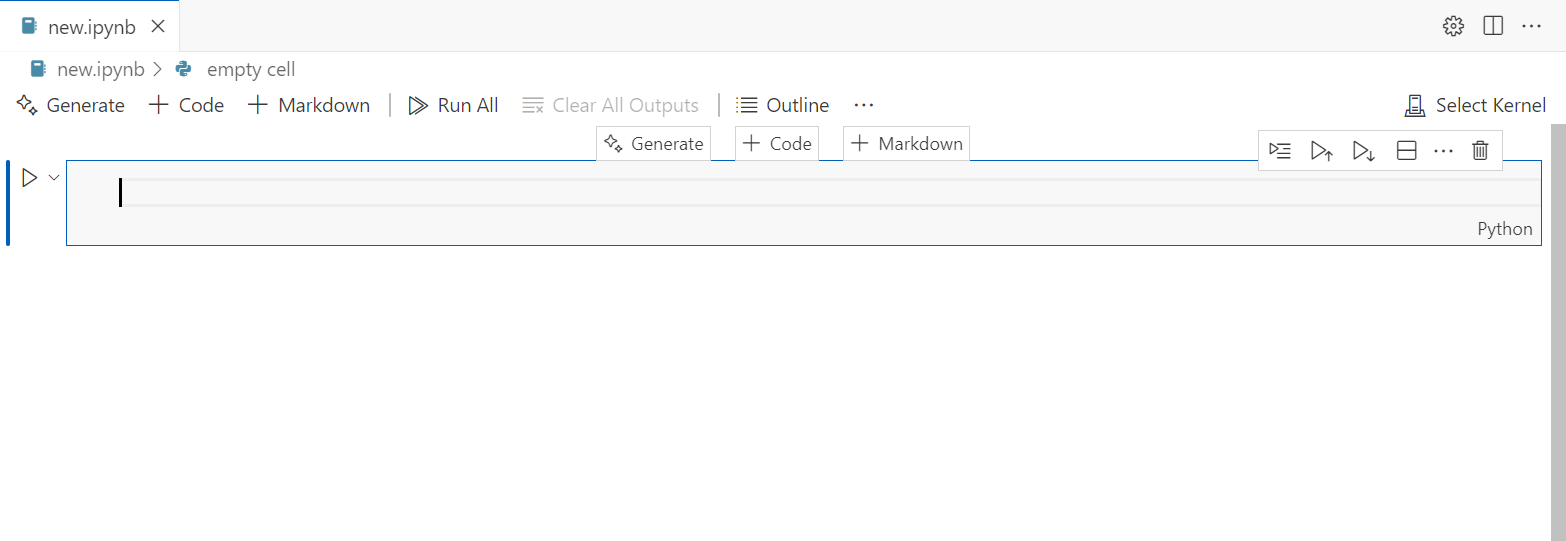 new.ipynb
new.ipynb > empty cell
Generate + Code + Markdown | Run All Clear All Outputs | Outline ... Select Kernel
Generate + Code + Markdown
Python